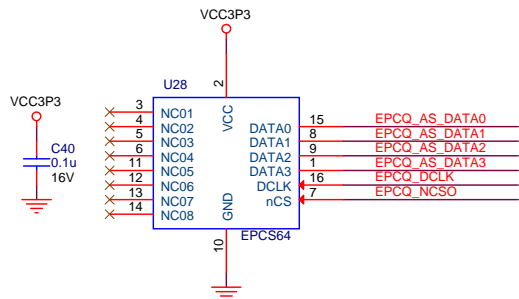 VCC3P3
U28
2
VCC
VCC3P3
C40
0.1u
16V
3 NC01
4 NC02
5 NC03
6 NC04
11 NC05
12 NC06
13 NC07
14 NC08
DATA0 15 EPCQ_AS_DATA0
DATA1 8 EPCQ_AS_DATA1
DATA2 9 EPCQ_AS_DATA2
DATA3 1 EPCQ_AS_DATA3
DCLK 16 EPCQ_DCLK
nCS 7 EPCQ_NCSO
GND
EPCS64
10